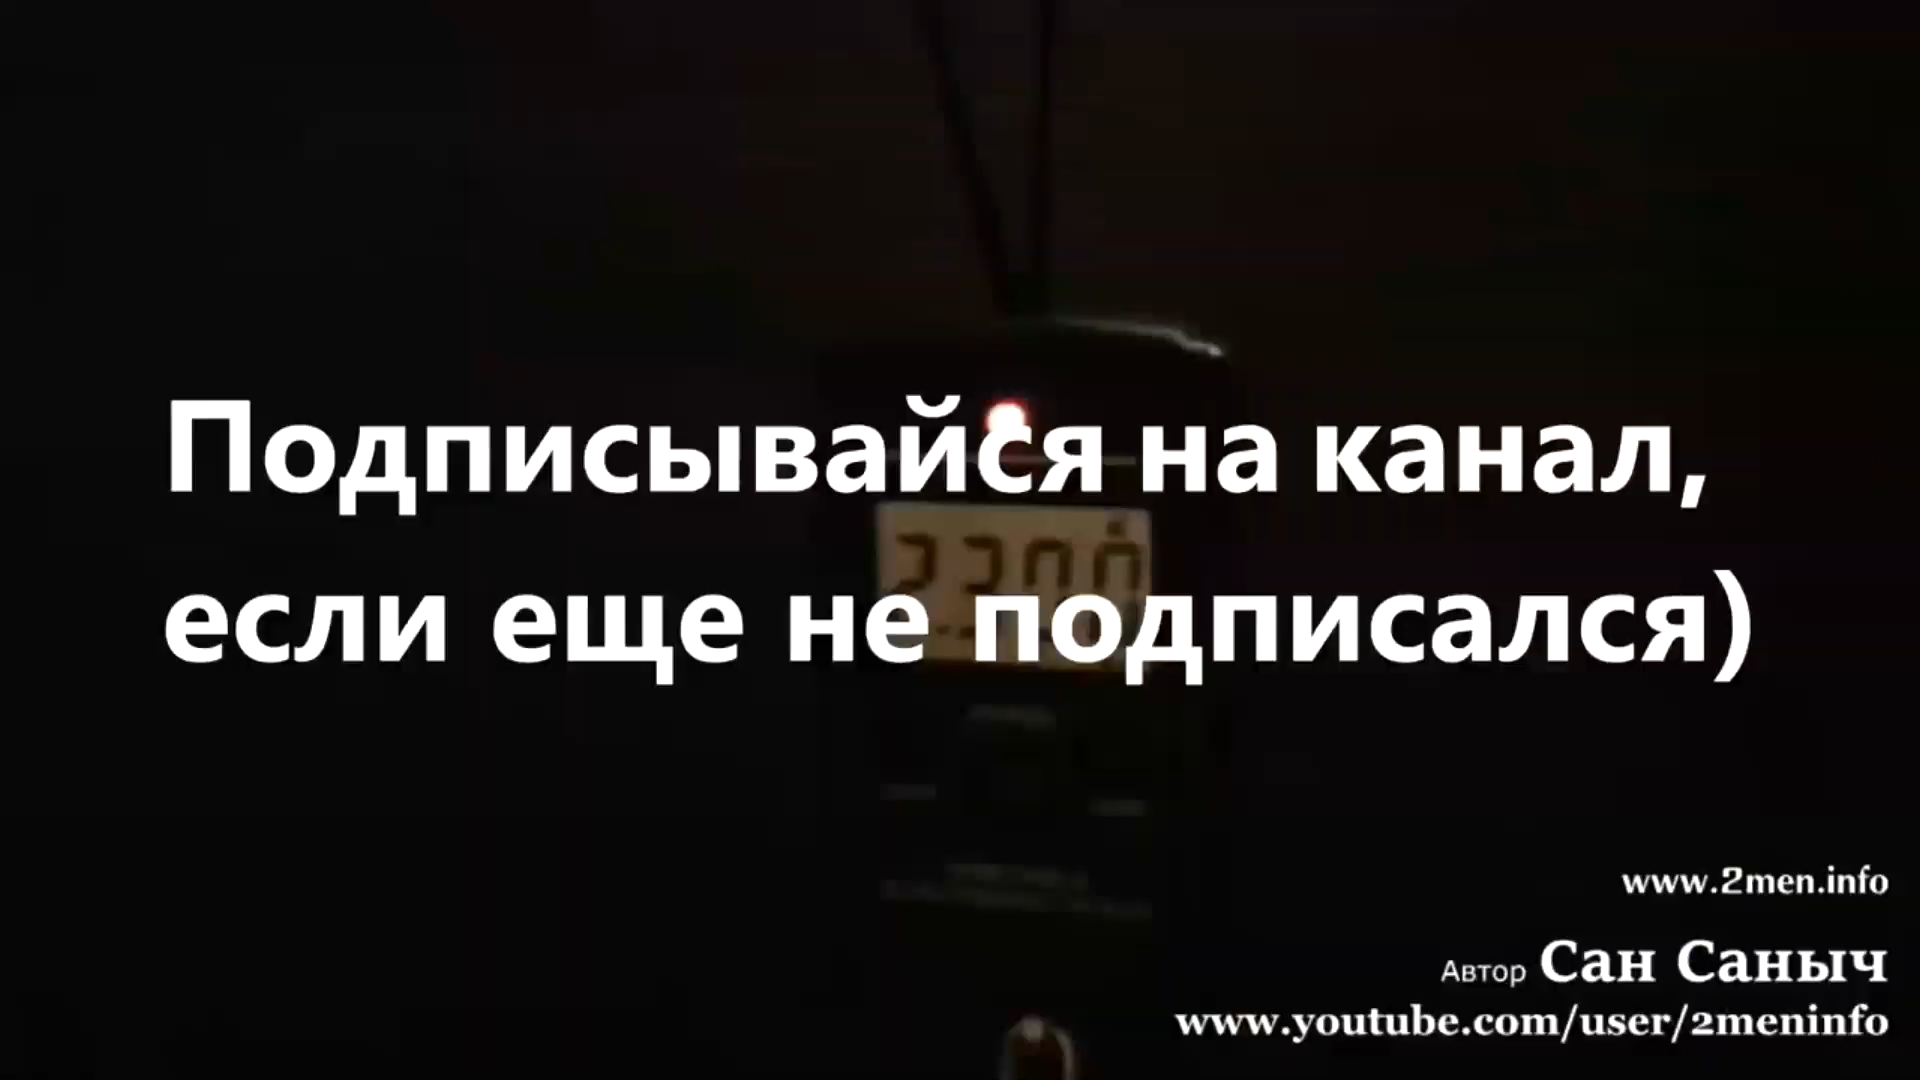 Подписывайся на канал,
если еще не подписался)
www.2men.info
Автор Сан Саныч
www.youtube.com/user/2meninfo